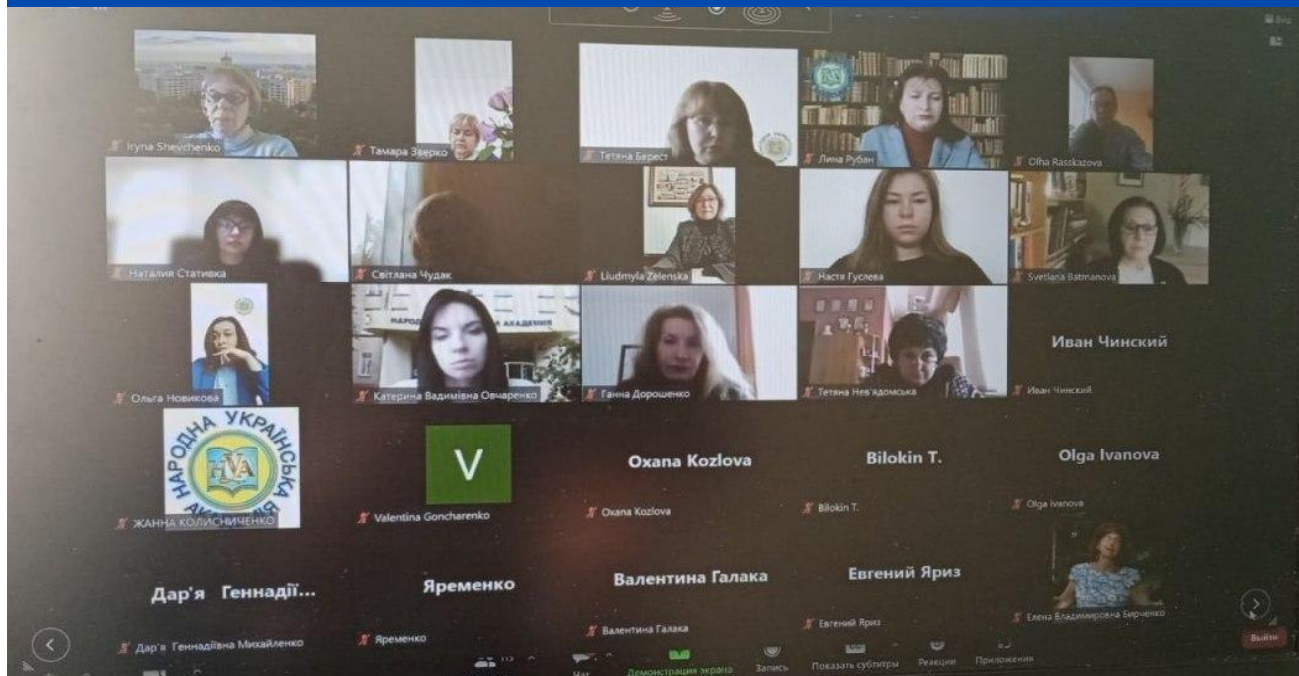 Вид
Iryna Shevchenko
Тамара Зверко
Тетяна Берест
Лина Рубан
Olha Rasskazova
Наталия Стативка
Світлана Чудак
Liudmyla Zelenska
Настя Гуслева
Svetlana Batmanova
АКАДЕМИЯ
Иван Чинский
Ольга Новикова
Катерина Вадимівна Овчаренко
Ганна Дорошенко
Тетяна Нев'ядомська
Иван Чинский
НАРОДНА УКРАЇНСЬКА
V
Oxana Kozlova
Bilokin T.
Olga Ivanova
ЖАННА КОЛИСНИЧЕНКО
Valentina Goncharenko
Oxana Kozlova
Bilokin T.
Olga Ivanova
Дар'я Геннадії...
Яременко
Валентина Галака
Евгений Яриз
Дар'я Геннадіївна Михайленко
Яременко
Валентина Галака
Евгений Яриз
Елена Владимировна Бирченко
Выйти
Чат
Демонстрация экрана
Запись
Показать субтитры
Реакции
Приложения